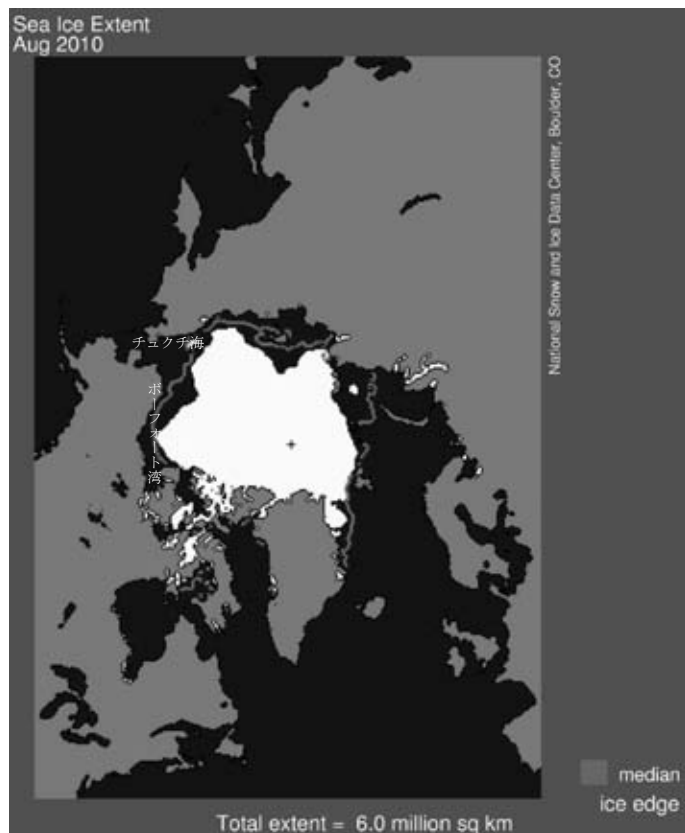 Sea Ice Extent
Aug 2010
National Snow and Ice Data Center, Boulder, CO
チュクチ海
ボーフォート湾
median
ice edge
Total extent = 6.0 million sq km